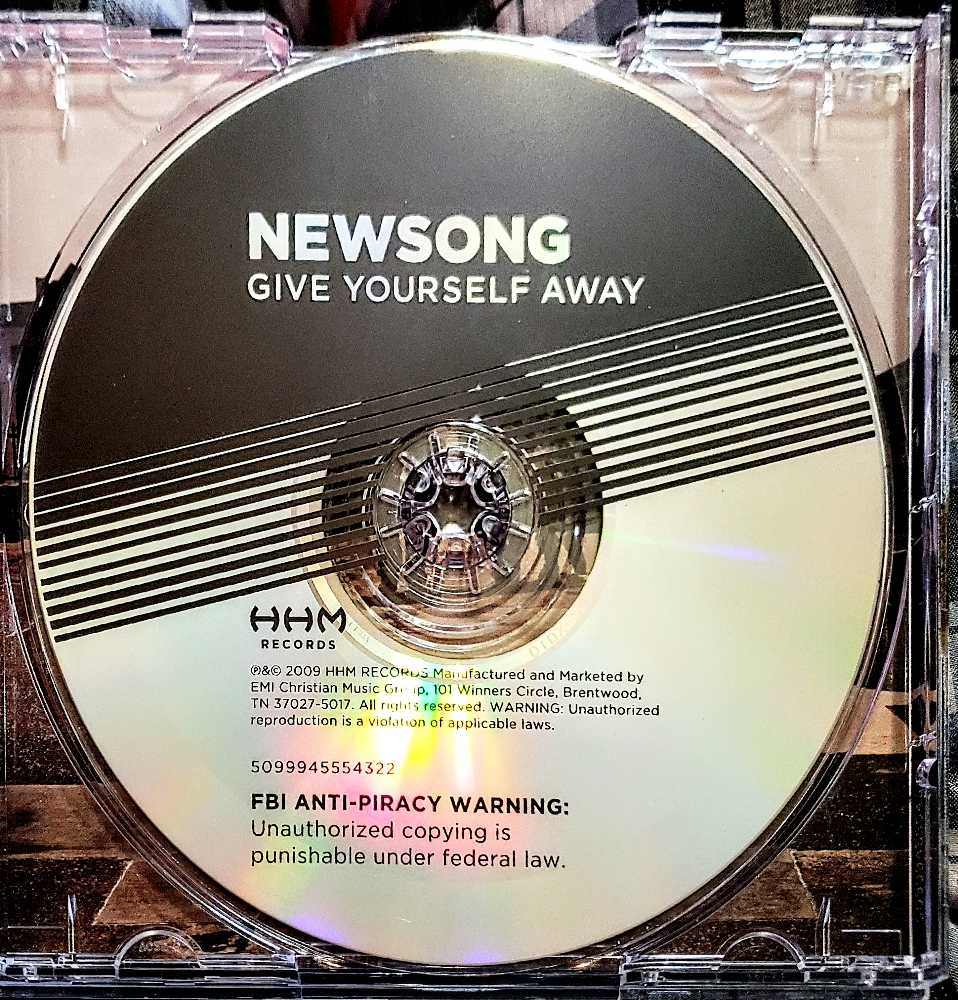 NEWSONG
GIVE YOURSELF AWAY
HHM
RECORDS
℗&© 2009 HHM RECORDS Manufactured and Marketed by
EMI Christian Music Group, 101 Winners Circle, Brentwood,
TN 37027-5017. All rights reserved. WARNING: Unauthorized
reproduction is a violation of applicable laws.
5099945554322
FBI ANTI-PIRACY WARNING:
Unauthorized copying is
punishable under federal law.